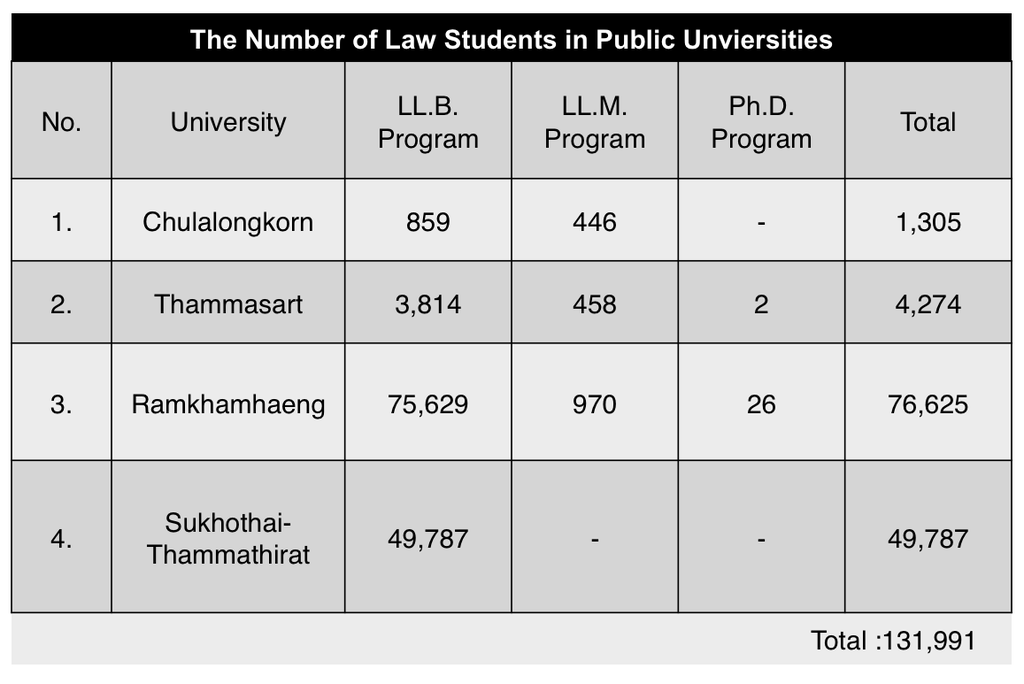 The Number of Law Students in Public Unviersities
No. University LL.B. Program LL.M. Program Ph.D. Program Total
1. Chulalongkorn 859 446 - 1,305
2. Thammasart 3,814 458 2 4,274
3. Ramkhamhaeng 75,629 970 26 76,625
4. Sukhothai-Thammathirat 49,787 - - 49,787
Total :131,991